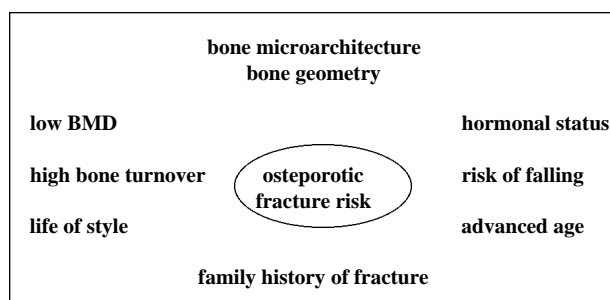 bone microarchitecture
bone geometry
low BMD
hormonal status
high bone turnover
osteporotic
fracture risk
risk of falling
life of style
advanced age
family history of fracture